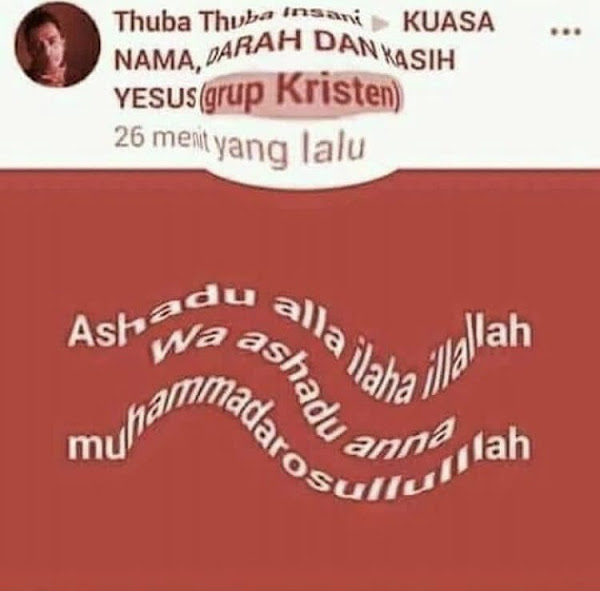 Thuba Thuba Insani ▶ KUASA
NAMA, DARAH DAN KASIH
YESUS(grup Kristen)
26 menit yang lalu
Ashadu alla ilaha illallah
Wa ashadu anna
muhammadarosullulllah